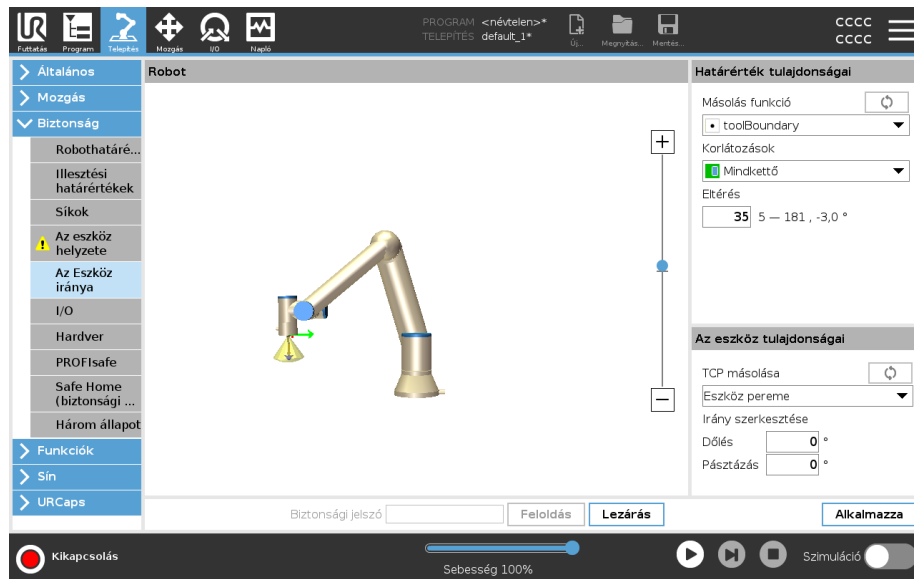 UR
PROGRAM <névtelen>*
TELEPÍTÉS default_1*
Futtatás
Program
Telepítés
Mozgás
I/O
Napló
Új...
Megnyitás...
Mentés...
CCCC
CCCC
Általános
Mozgás
Biztonság
Robothatáré...
Illesztési
határértékek
Síkok
Az eszköz
helyzete
Az Eszköz
iránya
I/O
Hardver
PROFIsafe
Safe Home
(biztonsági ...
Három állapot
Funkciók
Sín
URCaps
Robot
Határérték tulajdonságai
Másolás funkció
toolBoundary
Korlátozások
Mindkettő
Eltérés
35 5 — 181 , -3,0 °
Az eszköz tulajdonságai
TCP másolása
Eszköz pereme
Irány szerkesztése
Dőlés 0 °
Pásztázás 0 °
Biztonsági jelszó
Feloldás
Lezárás
Alkalmazza
Kikapcsolás
Sebesség 100%
Szimuláció